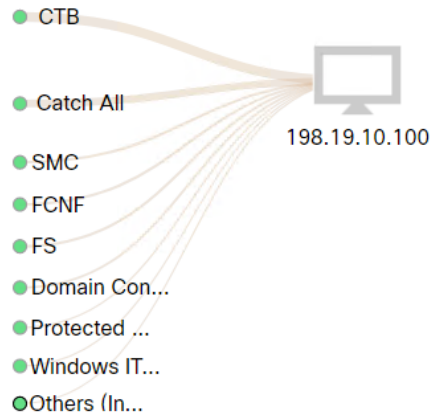 CTB
Catch All
198.19.10.100
SMC
FCNF
FS
Domain Con...
Protected ...
Windows IT...
Others (In...